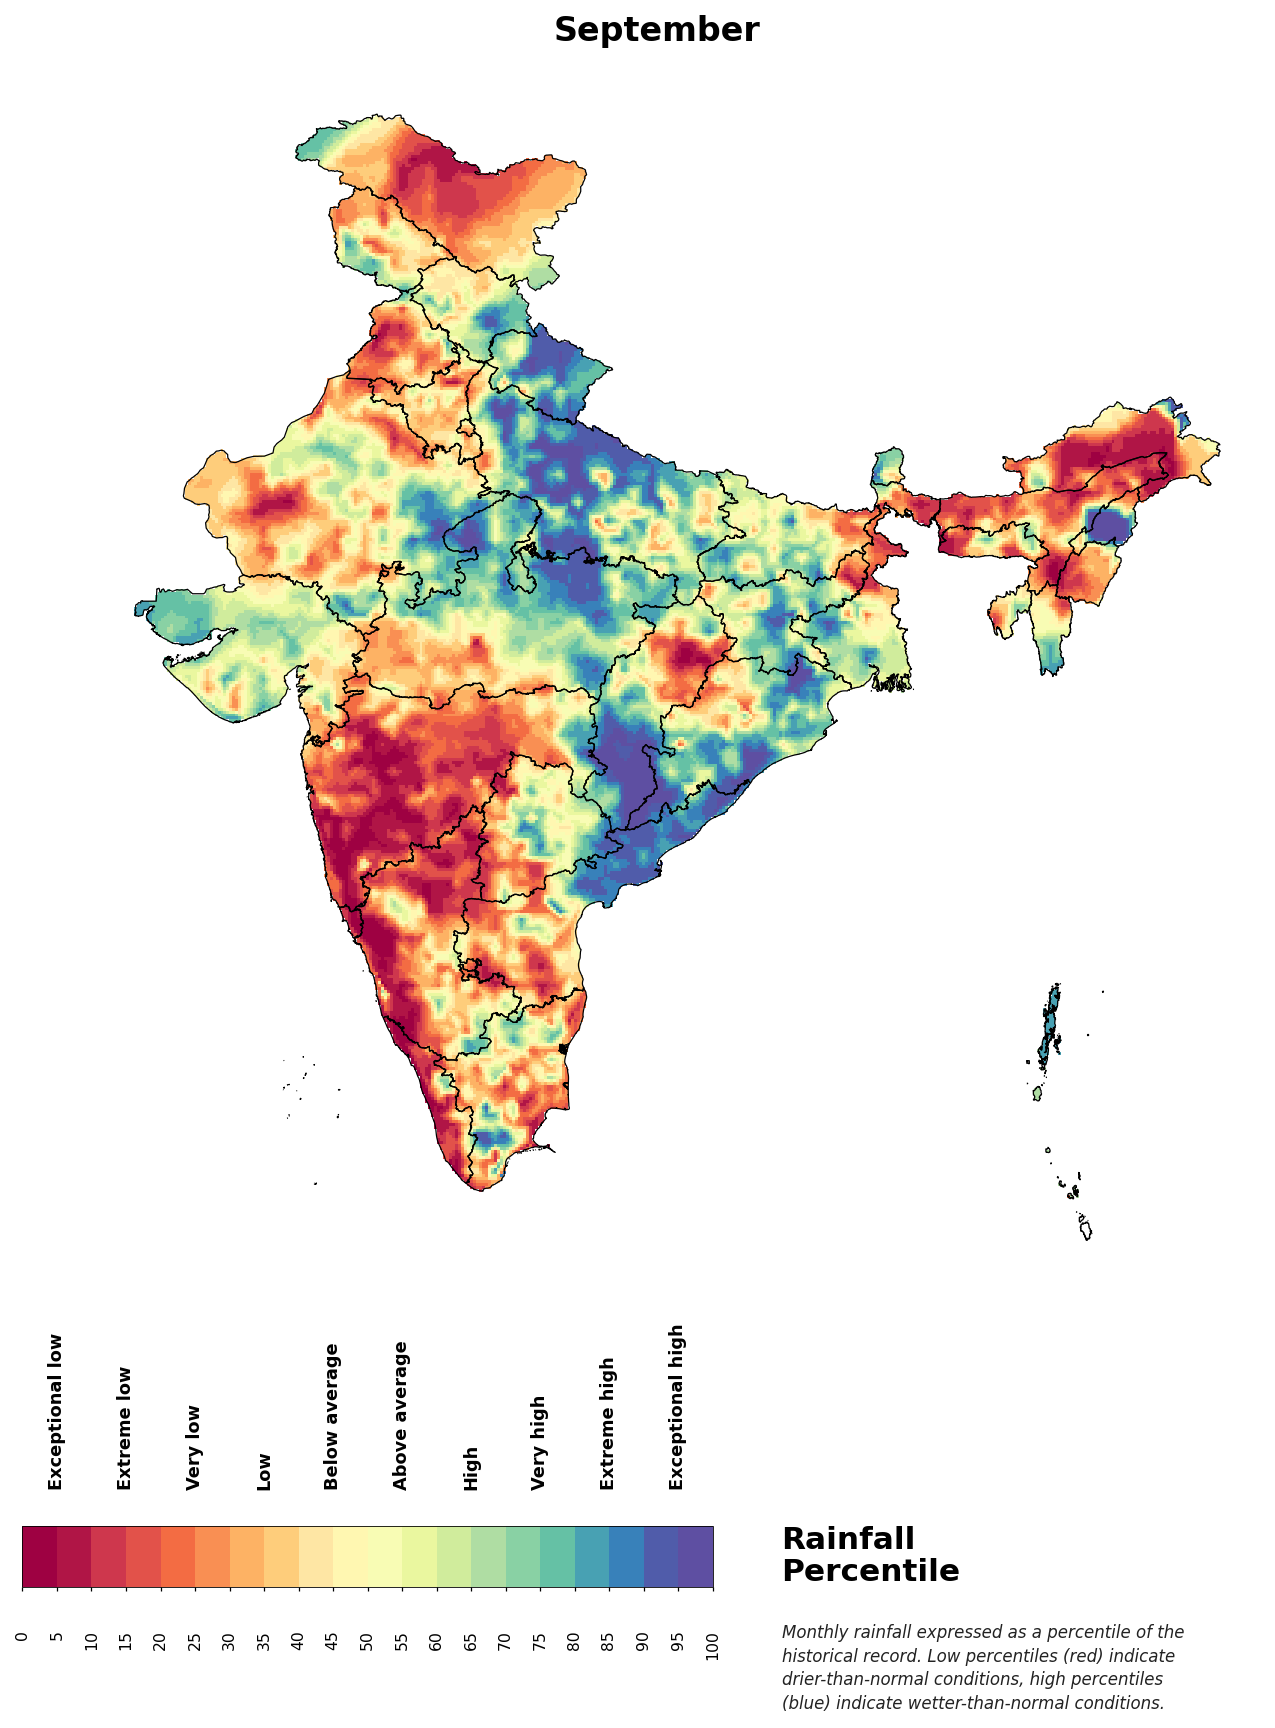 September
Exceptional low
Extreme low
Very low
Low
Below average
Above average
High
Very high
Extreme high
Exceptional high
0
5
10
15
20
25
30
35
40
45
50
55
60
65
70
75
80
85
90
95
100
Rainfall
Percentile
Monthly rainfall expressed as a percentile of the
historical record. Low percentiles (red) indicate
drier-than-normal conditions, high percentiles
(blue) indicate wetter-than-normal conditions.